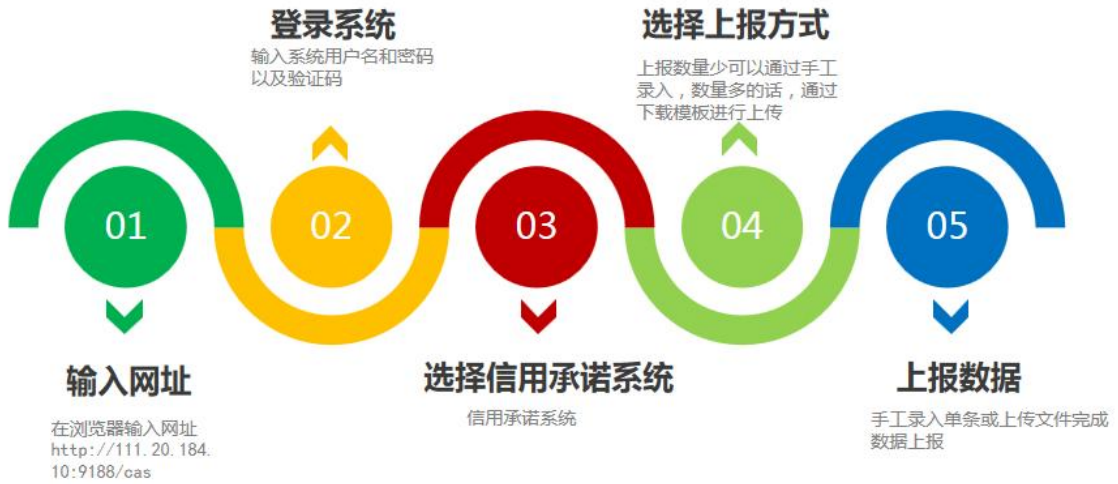 登录系统
输入系统用户名和密码
以及验证码
选择上报方式
上报数量少可以通过手工
录入，数量多的话，通过
下载模板进行上传
01
02
03
04
05
输入网址
在浏览器输入网址
http://111.20.184.
10:9188/cas
选择信用承诺系统
信用承诺系统
上报数据
手工录入单条或上传文件完成
数据上报